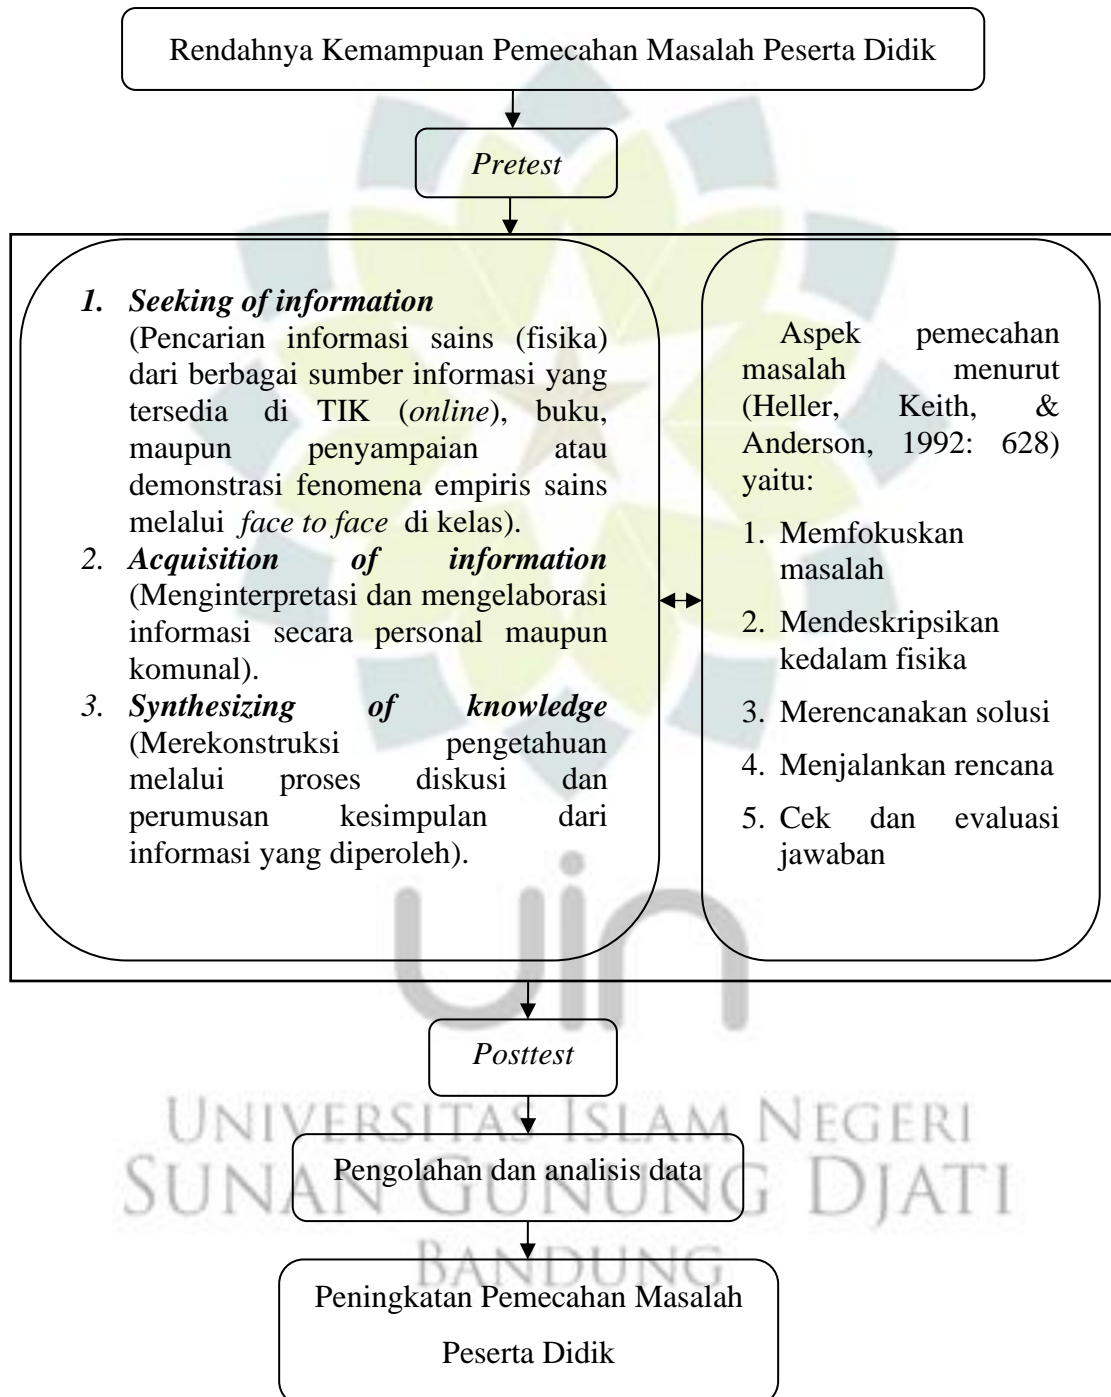 Rendahnya Kemampuan Pemecahan Masalah Peserta Didik
Pretest
1. Seeking of information
(Pencarian informasi sains (fisika)
dari berbagai sumber informasi yang
tersedia di TIK (online), buku,
maupun penyampaian atau
demonstrasi fenomena empiris sains
melalui face to face di kelas).
2. Acquisition of information
(Menginterpretasi dan mengelaborasi
informasi secara personal maupun
komunal).
3. Synthesizing of knowledge
(Merekonstruksi pengetahuan
melalui proses diskusi dan
perumusan kesimpulan dari
informasi yang diperoleh).
Aspek pemecahan
masalah menurut
(Heller, Keith, &
Anderson, 1992: 628)
yaitu:
1. Memfokuskan
masalah
2. Mendeskripsikan
kedalam fisika
3. Merencanakan solusi
4. Menjalankan rencana
5. Cek dan evaluasi
jawaban
uin
Posttest
UNIVERSITAS ISLAM NEGERI
Pengolahan dan analisis data
SUNAN GUNUNG DJATI
BANDUNG
Peningkatan Pemecahan Masalah
Peserta Didik